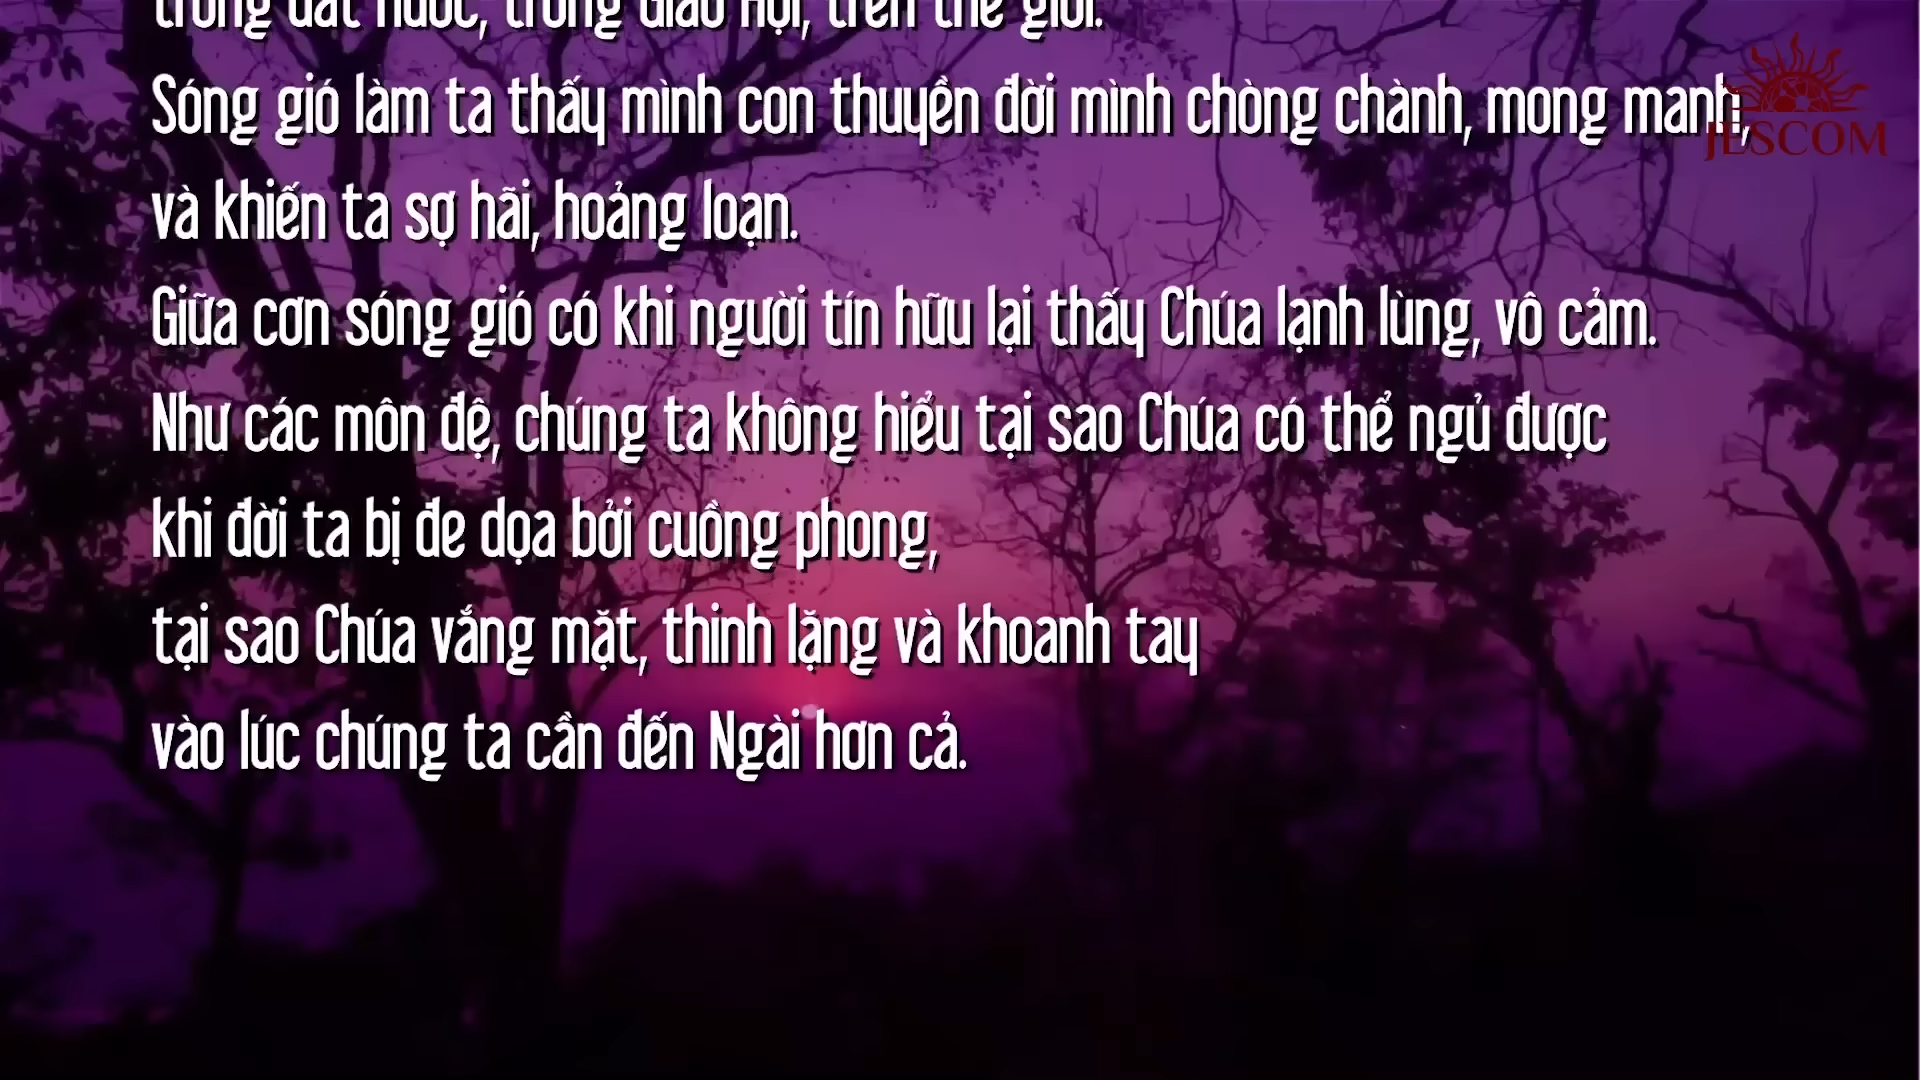 trong đất nước, trong Giáo Hội, trên thế giới.
Sóng gió làm ta thấy mình con thuyền đời mình chòng chành, mong manh,
và khiến ta sợ hãi, hoảng loạn.
Giữa cơn sóng gió có khi người tín hữu lại thấy Chúa lạnh lùng, vô cảm.
Như các môn đệ, chúng ta không hiểu tại sao Chúa có thể ngủ được
khi đời ta bị đe dọa bởi cuồng phong,
tại sao Chúa vắng mặt, thinh lặng và khoanh tay
vào lúc chúng ta cần đến Ngài hơn cả.
JESCOM